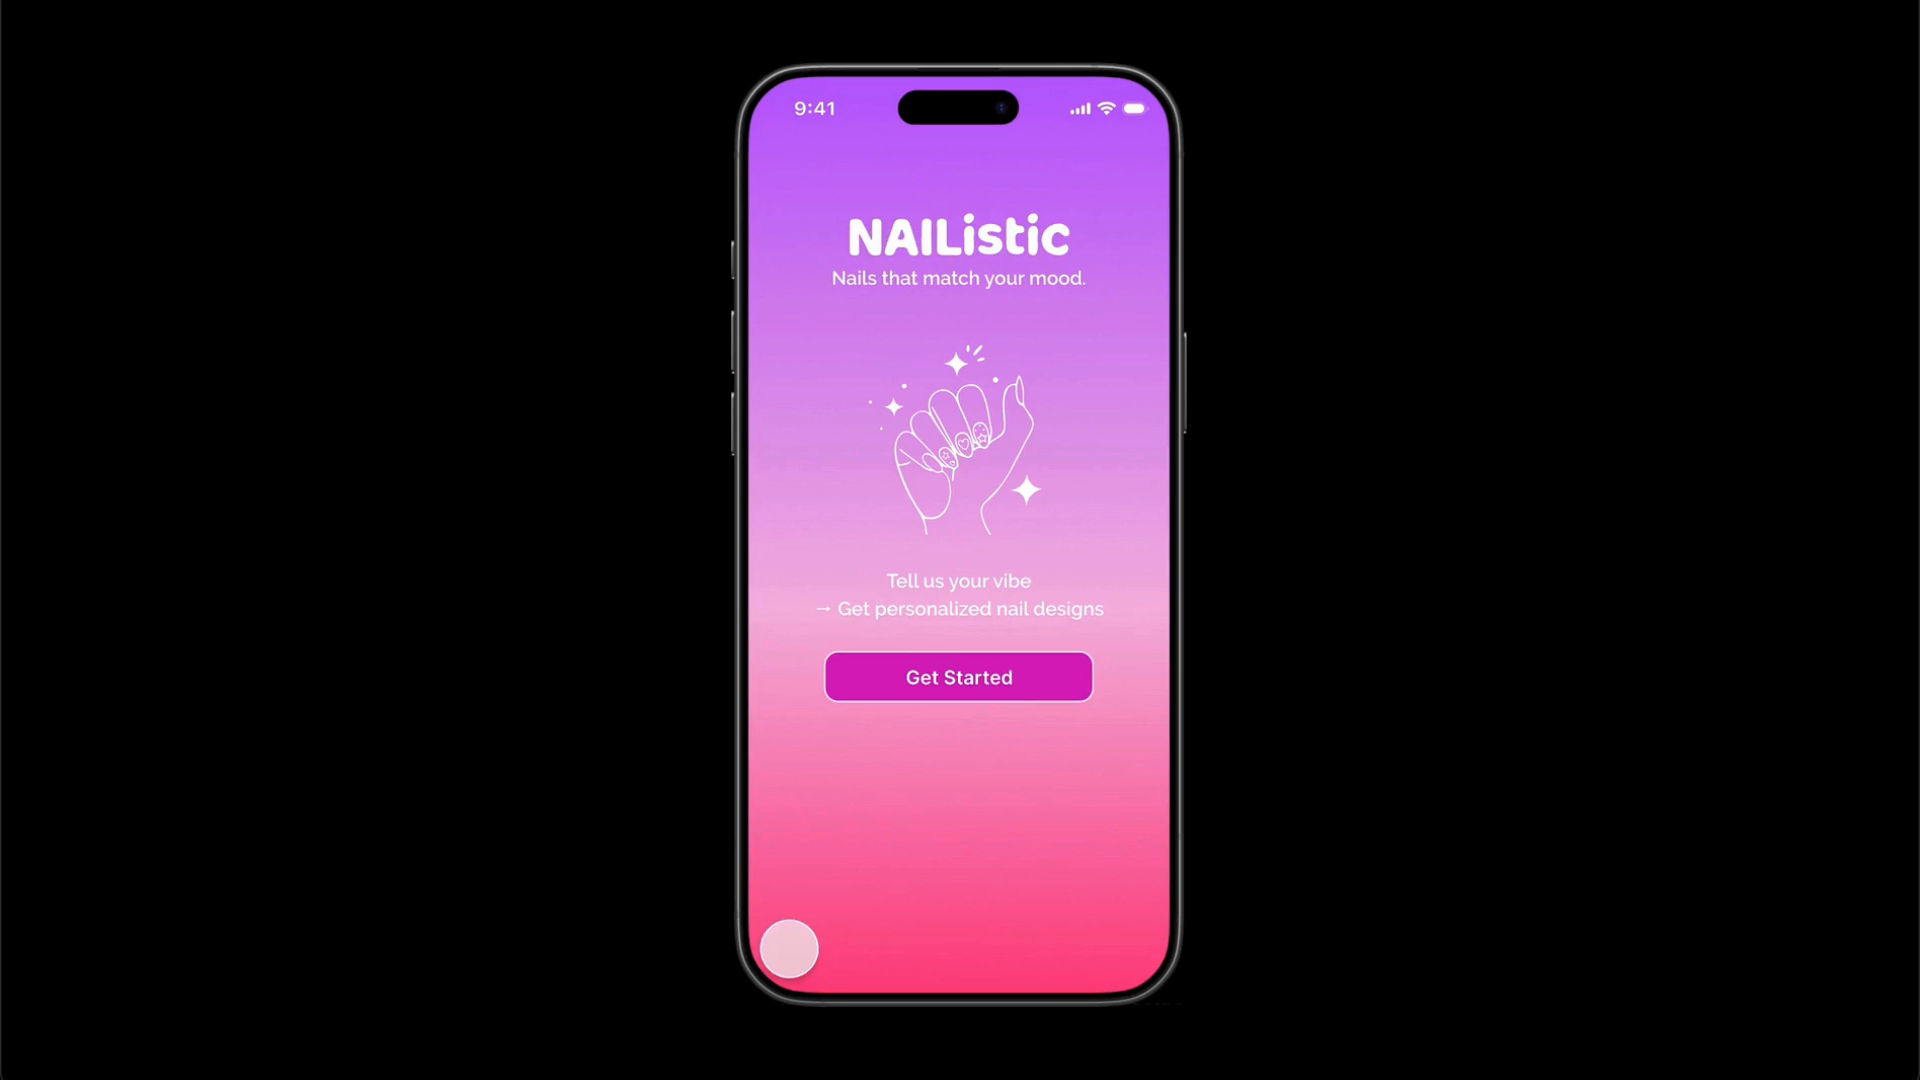 9:41
NAIListic
Nails that match your mood.
Tell us your vibe
→ Get personalized nail designs
Get Started